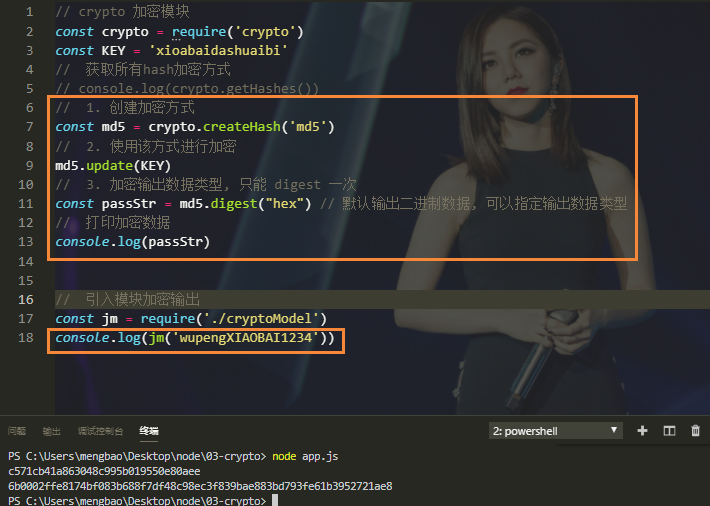 1 // crypto 加密模块
2 const crypto = require('crypto')
3 const KEY = 'xioabaidashuaibi'
4 //  获取所有hash加密方式
5 // console.log(crypto.getHashes())
6 //  1. 创建加密方式
7 const md5 = crypto.createHash('md5')
8 //  2. 使用该方式进行加密
9 md5.update(KEY)
10 //  3. 加密输出数据类型, 只能 digest 一次
11 const passStr = md5.digest("hex") // 默认输出二进制数据, 可以指定输出数据类型
12 //  打印加密数据
13 console.log(passStr)
14
15
16 //  引入模块加密输出
17 const jm = require('./cryptoModel')
18 console.log(jm('wupengXIAOBAI1234'))
问题 输出 调试控制台 终端 2: powershell
PS C:\Users\mengbao\Desktop\node\03-crypto> node app.js
c571cb41a863048c995b019550e80aee
6b0002ffe8174bf083b688f7df48c98ec3f839bae883bd793fe61b3952721ae8
PS C:\Users\mengbao\Desktop\node\03-crypto>